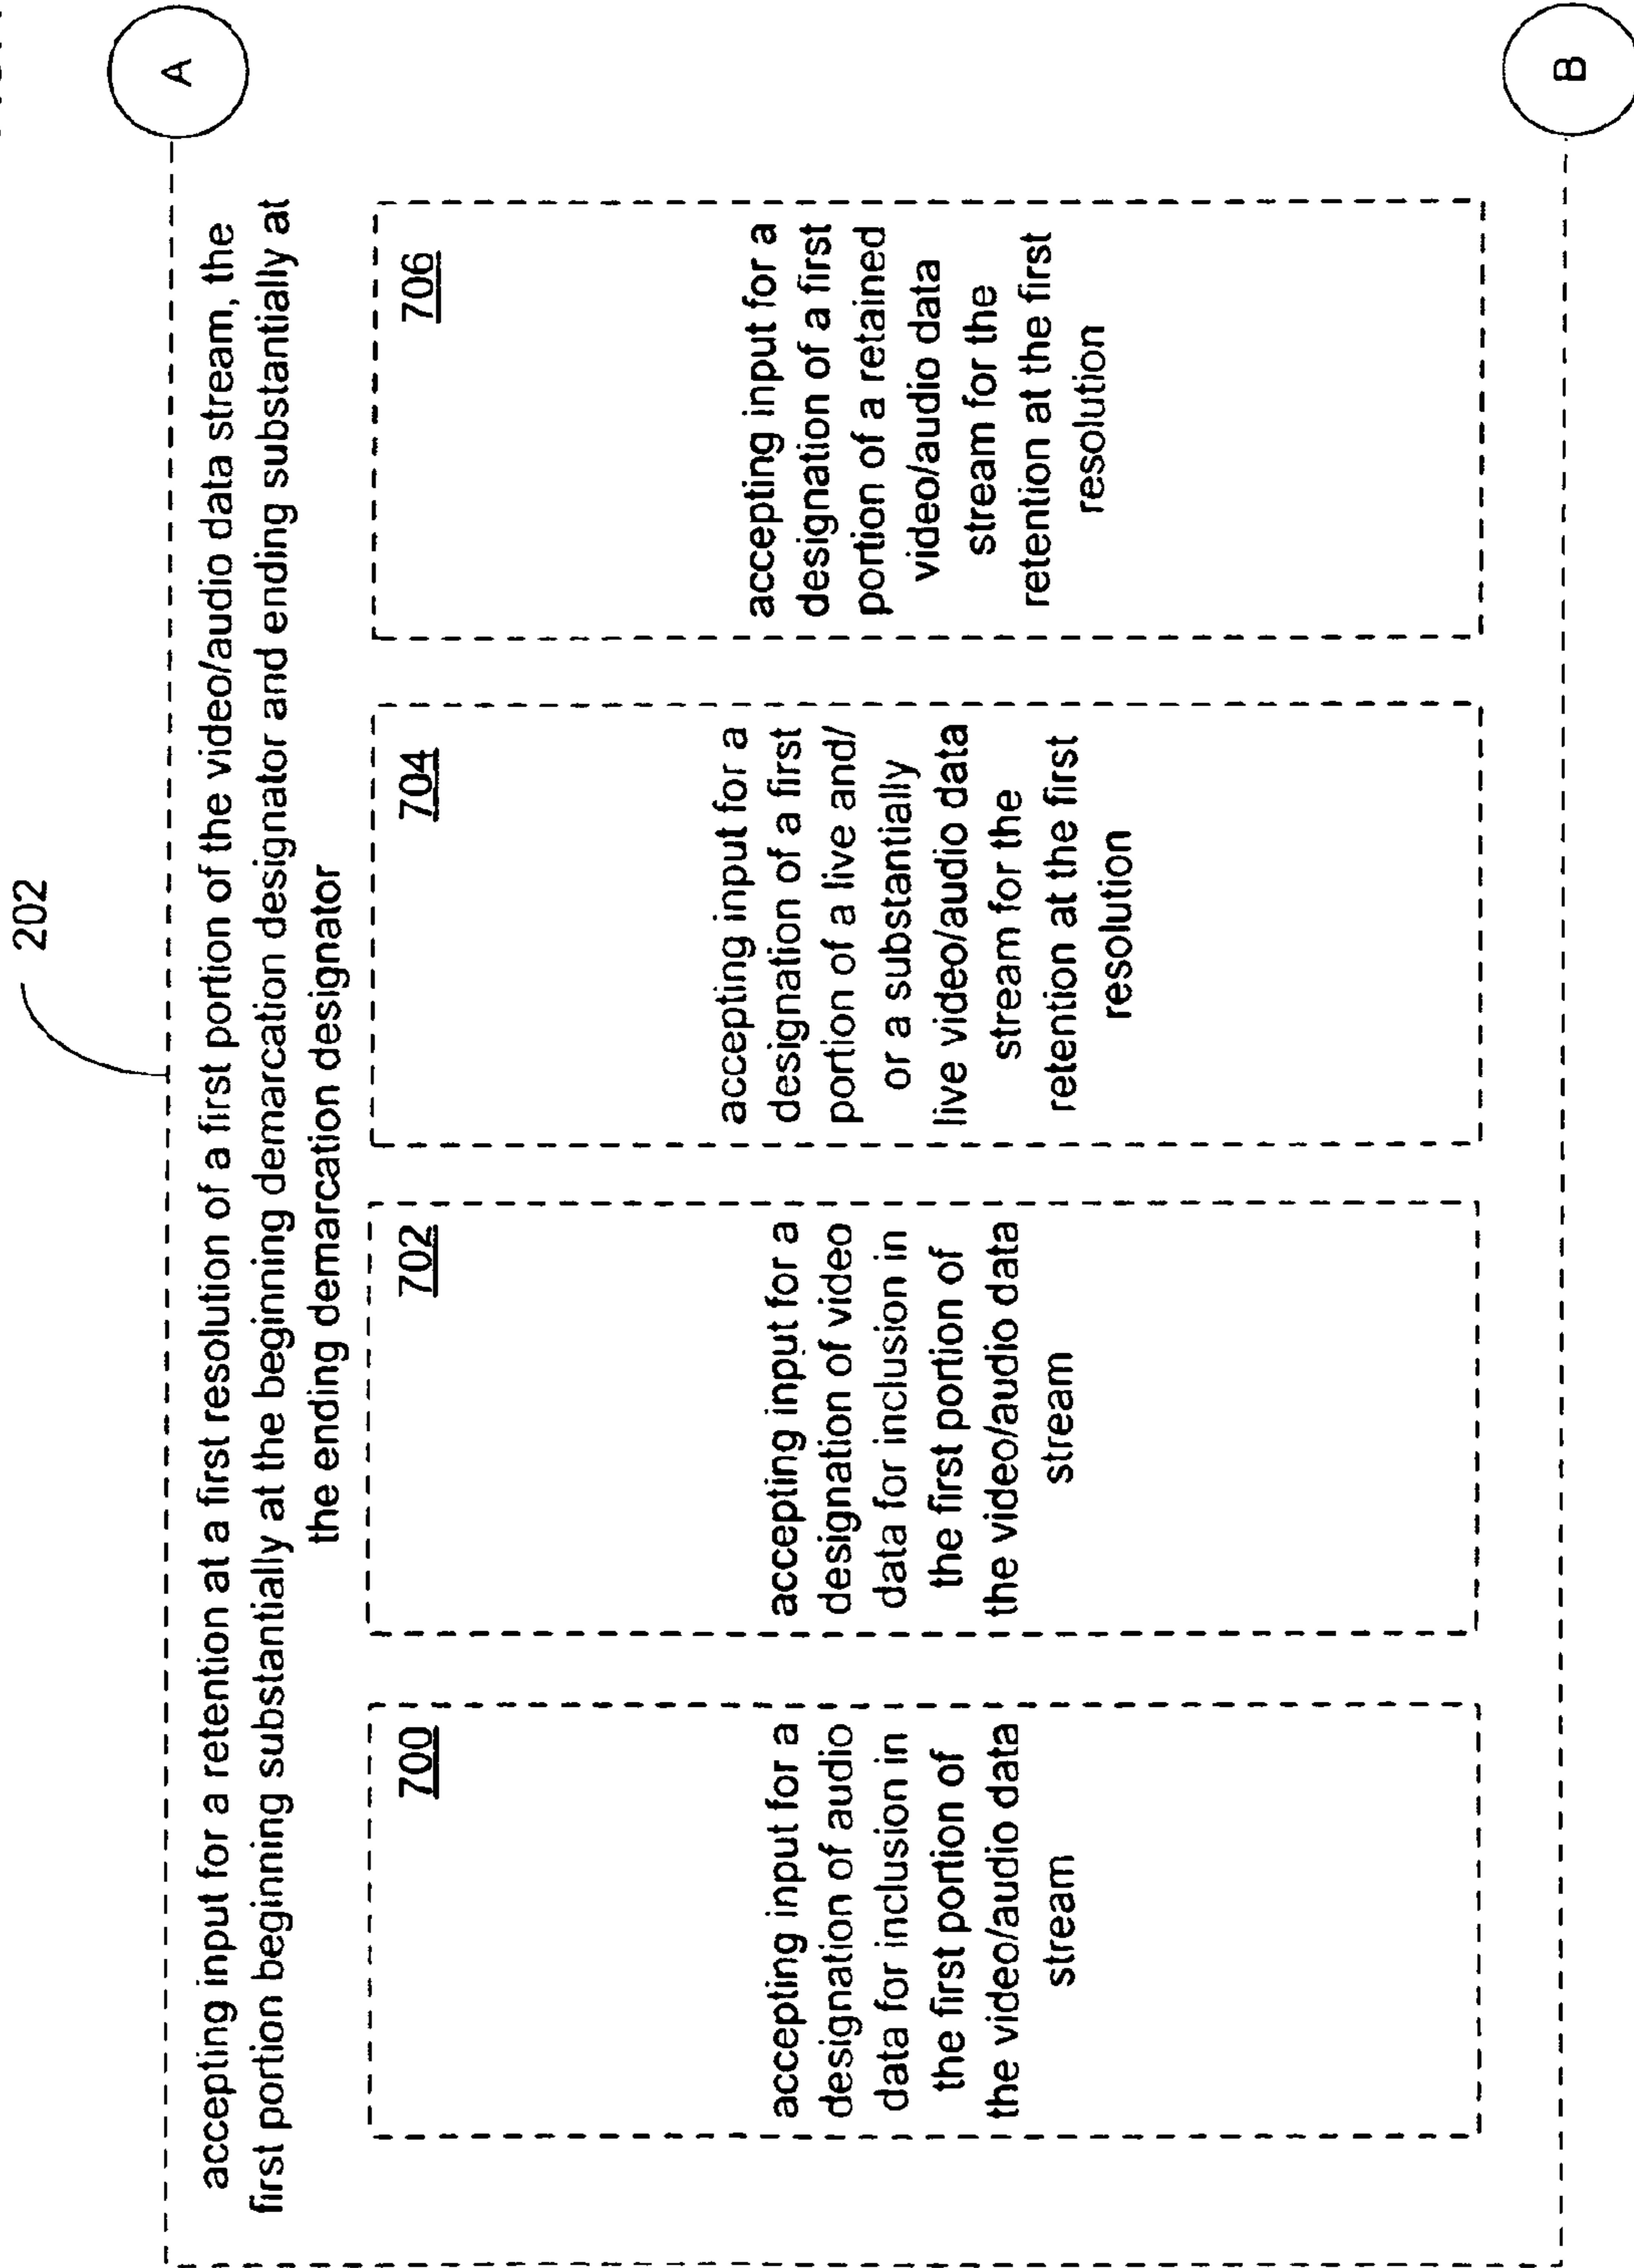 202
A
accepting input for a retention at a first resolution of a first portion of the video/audio data stream, the
first portion beginning substantially at the beginning demarcation designator and ending substantially at
the ending demarcation designator
700
accepting input for a
designation of audio
data for inclusion in
the first portion of
the video/audio data
stream
702
accepting input for a
designation of video
data for inclusion in
the first portion of
the video/audio data
stream
704
accepting input for a
designation of a first
portion of a live and/
or a substantially
live video/audio data
stream for the
retention at the first
resolution
706
accepting input for a
designation of a first
portion of a retained
video/audio data
stream for the
retention at the first
resolution
B